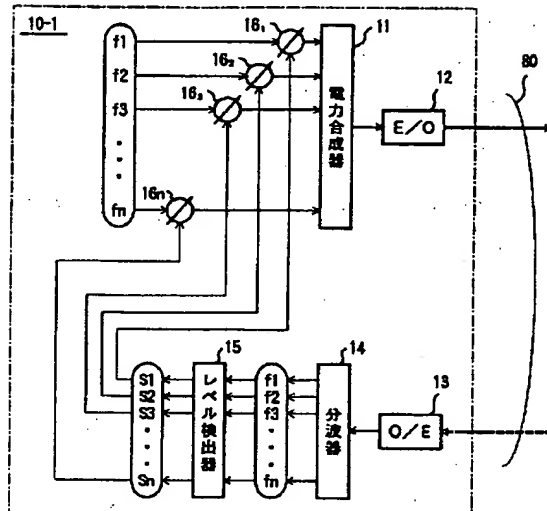 10-1
f1
f2
f3
・
・
・
fn
16₁
16₂
16₃
16n
11
電力合成器
12
E/O
80
S1
S2
S3
・
・
・
Sn
15
レベル検出器
f1
f2
f3
・
・
・
fn
14
分波器
13
O/E